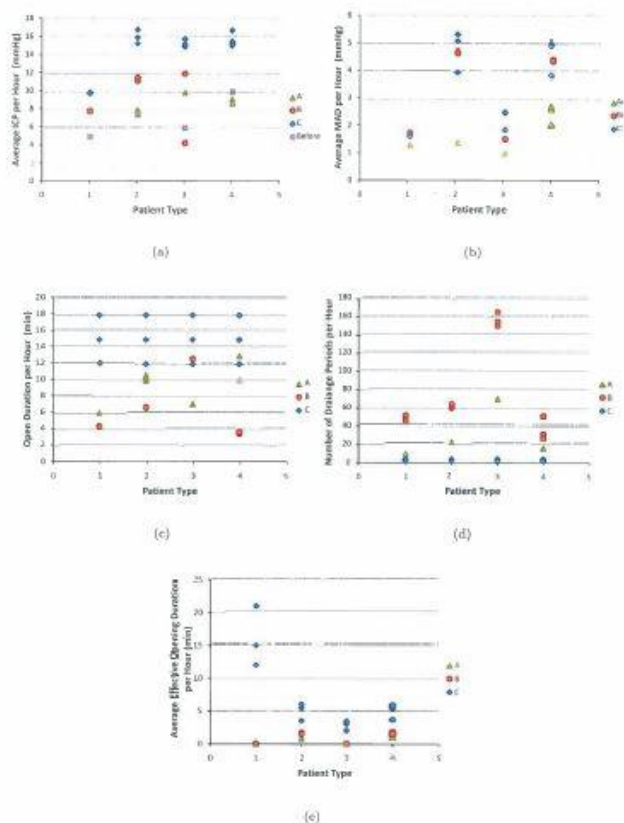 Average ICP per Hour (mmHg)
18
16
14
12
10
8
6
4
2
0
0 1 2 3 4 5
Patient Type
A
B
C
Before
(a)
Average MAD per Hour (mmHg)
6
5
4
3
2
1
0
0 1 2 3 4 5
Patient Type
A
B
C
(b)
Open Duration per Hour (min)
20
18
16
14
12
10
8
6
4
2
0
0 1 2 3 4 5
Patient Type
A
B
C
(c)
Number of Draiange Periods per Hour
180
160
140
120
100
80
60
40
20
0
0 1 2 3 4 5
Patient Type
A
B
C
(d)
Average Effective Opening Duration
per Hour (min)
25
20
15
10
5
0
0 1 2 3 4 5
Patient Type
A
B
C
(e)